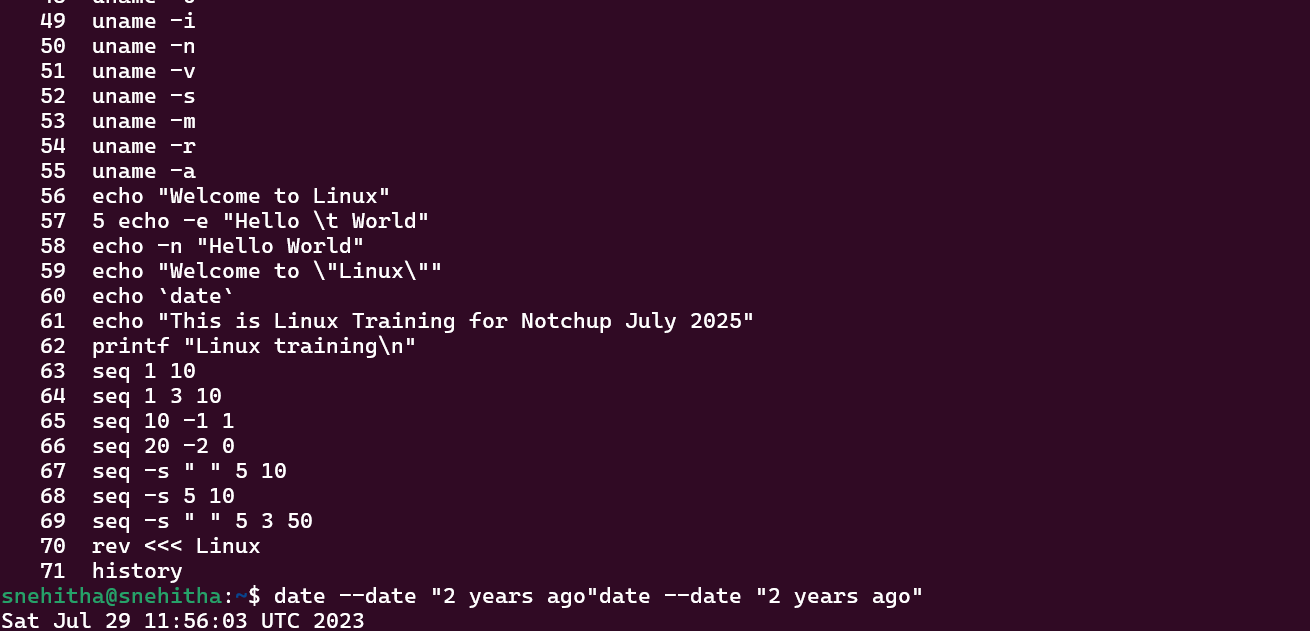 49 uname -i
50 uname -n
51 uname -v
52 uname -s
53 uname -m
54 uname -r
55 uname -a
56 echo "Welcome to Linux"
57 5 echo -e "Hello \t World"
58 echo -n "Hello World"
59 echo "Welcome to \"Linux\""
60 echo `date`
61 echo "This is Linux Training for Notchup July 2025"
62 printf "Linux training\n"
63 seq 1 10
64 seq 1 3 10
65 seq 10 -1 1
66 seq 20 -2 0
67 seq -s " " 5 10
68 seq -s 5 10
69 seq -s " " 5 3 50
70 rev <<< Linux
71 history
snehitha@snehitha:~$ date --date "2 years ago"date --date "2 years ago"
Sat Jul 29 11:56:03 UTC 2023